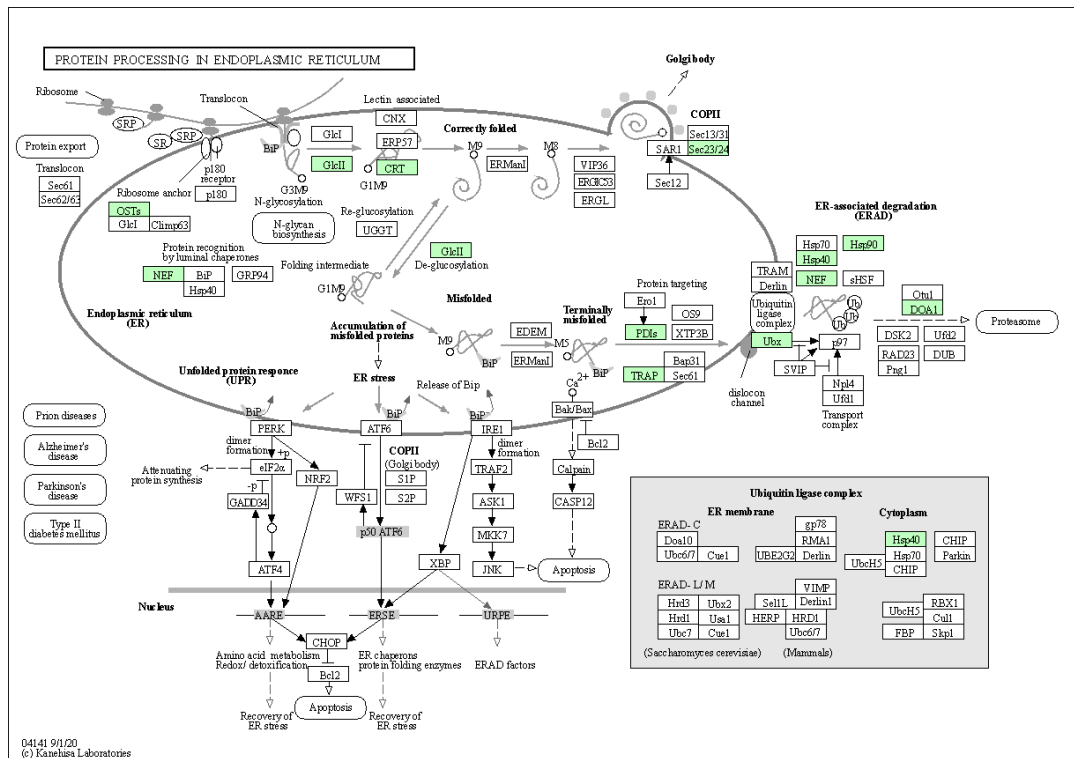 PROTEIN PROCESSING IN ENDOPLASMIC RETICULUM
Golgi body
Ribosome
SRP
SR
SRP
Translocon
Lectin associated
CNX
GlcI
ERP57
GlcII
CRT
BiP
G1M9
G3M9
N-glycosylation
N-glycan
biosynthesis
Correctly folded
M9
ERManI
M8
VIP36
ERGIC53
ERGL
COPII
Sec13/31
SAR1
Sec23/24
Sec12
Protein export
Translocon
Sec61
Sec62/63
p180
receptor
Ribosome anchor
p180
OSTs
GlcI
Climp63
Re-glucosylation
UGGT
GlcII
De-glucosylation
Protein recognition
by luminal chaperones
NEF
BiP
GRP94
Hsp40
Folding intermediate
G1M9
Endoplasmic reticulum
(ER)
Accumulation of
misfolded proteins
Misfolded
M9
BiP
EDEM
ERManI
Terminally
misfolded
M5
BiP
Protein targeting
Ero1
OS9
PDIs
XTP3B
Bap31
TRAP
Sec61
ER-associated degradation
(ERAD)
Hsp70
Hsp90
Hsp40
NEF
sHSF
TRAM
Derlin
Ubiquitin
ligase
complex
Ub
Ub
Ub
Otu1
DOA1
Proteasome
Ubx
p97
DSK2
Ufd2
RAD23
DUB
Png1
SVIP
Npl4
Ufd1
Transport
complex
dislocon
channel
Unfolded protein responce
(UPR)
ER stress
Release of Bip
Ca2+
Bak/Bax
Bcl2
BiP
BiP
BiP
PERK
ATF6
IRE1
Prion diseases
Alzheimer's
disease
Parkinson's
disease
Type II
diabetes mellitus
dimer
formation
+p
eIF2α
Attenuating
protein synthesis
-p
GADD34
NRF2
ATF4
COPII
(Golgi body)
S1P
S2P
WFS1
p50 ATF6
dimer
formation
TRAF2
ASK1
MKK7
JNK
XBP
Calpain
CASP12
Apoptosis
Nucleus
AARE
ERSE
URPE
CHOP
Bcl2
Apoptosis
Amino acid metabolism
Redox/ detoxification
ER chaperons
protein folding enzymes
ERAD factors
Recovery of
ER stress
Recovery of
ER stress
Ubiquitin ligase complex
ER membrane
Cytoplasm
ERAD- C
Doa10
Ubc6/7
Cue1
gp78
RMA1
UBE2G2
Derlin
Hsp40
CHIP
Hsp70
Parkin
UbcH5
CHIP
ERAD- L/ M
Hrd3
Ubx2
Hrd1
Usa1
Ubc7
Cue1
(Saccharomyces cerevisiae)
VIMP
Sel1L
Derlin1
HERP
HRD1
Ubc6/7
(Mammals)
RBX1
UbcH5
Cul1
FBP
Skp1
04141 9/1/20
(c) Kanehisa Laboratories